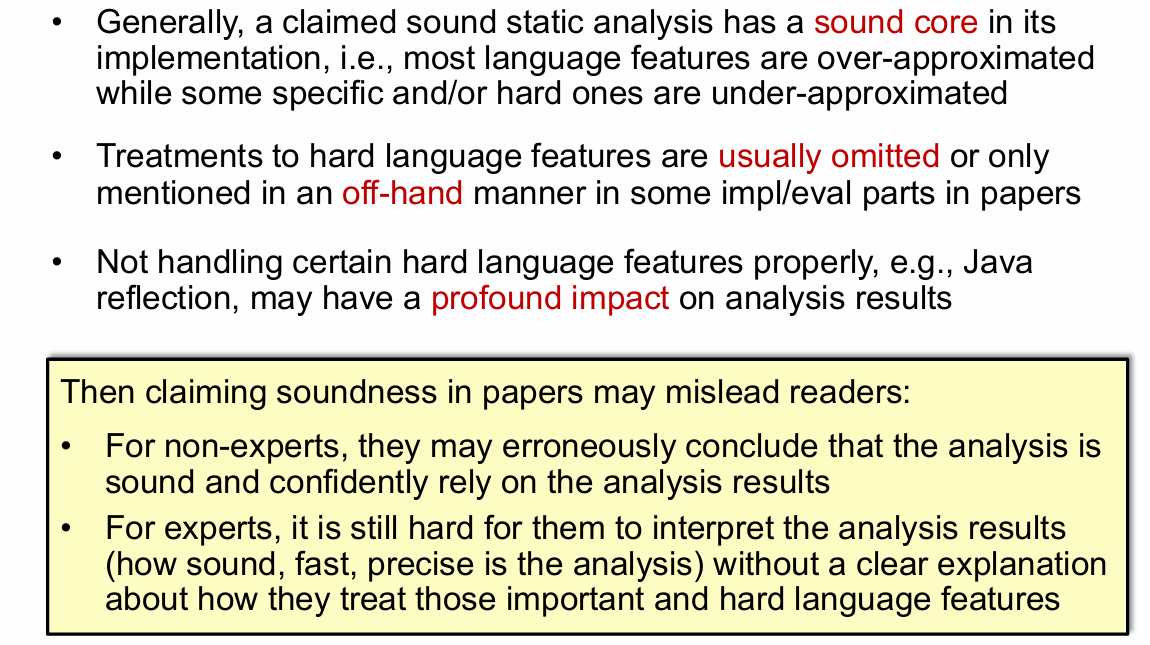 • Generally, a claimed sound static analysis has a sound core in its
implementation, i.e., most language features are over-approximated
while some specific and/or hard ones are under-approximated
• Treatments to hard language features are usually omitted or only
mentioned in an off-hand manner in some impl/eval parts in papers
• Not handling certain hard language features properly, e.g., Java
reflection, may have a profound impact on analysis results
Then claiming soundness in papers may mislead readers:
• For non-experts, they may erroneously conclude that the analysis is
sound and confidently rely on the analysis results
• For experts, it is still hard for them to interpret the analysis results
(how sound, fast, precise is the analysis) without a clear explanation
about how they treat those important and hard language features